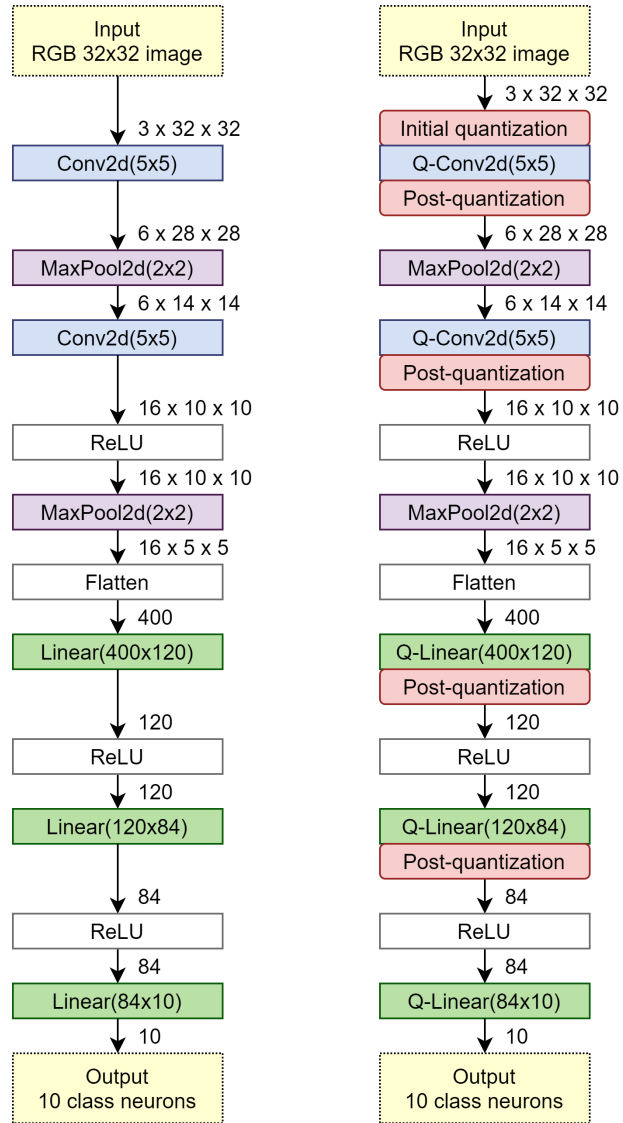 Input
RGB 32x32 image
3 x 32 x 32
Conv2d(5x5)
6 x 28 x 28
MaxPool2d(2x2)
6 x 14 x 14
Conv2d(5x5)
16 x 10 x 10
ReLU
16 x 10 x 10
MaxPool2d(2x2)
16 x 5 x 5
Flatten
400
Linear(400x120)
120
ReLU
120
Linear(120x84)
84
ReLU
84
Linear(84x10)
10
Output
10 class neurons
Input
RGB 32x32 image
3 x 32 x 32
Initial quantization
Q-Conv2d(5x5)
Post-quantization
6 x 28 x 28
MaxPool2d(2x2)
6 x 14 x 14
Q-Conv2d(5x5)
Post-quantization
16 x 10 x 10
ReLU
16 x 10 x 10
MaxPool2d(2x2)
16 x 5 x 5
Flatten
400
Q-Linear(400x120)
Post-quantization
120
ReLU
120
Q-Linear(120x84)
Post-quantization
84
ReLU
84
Q-Linear(84x10)
10
Output
10 class neurons